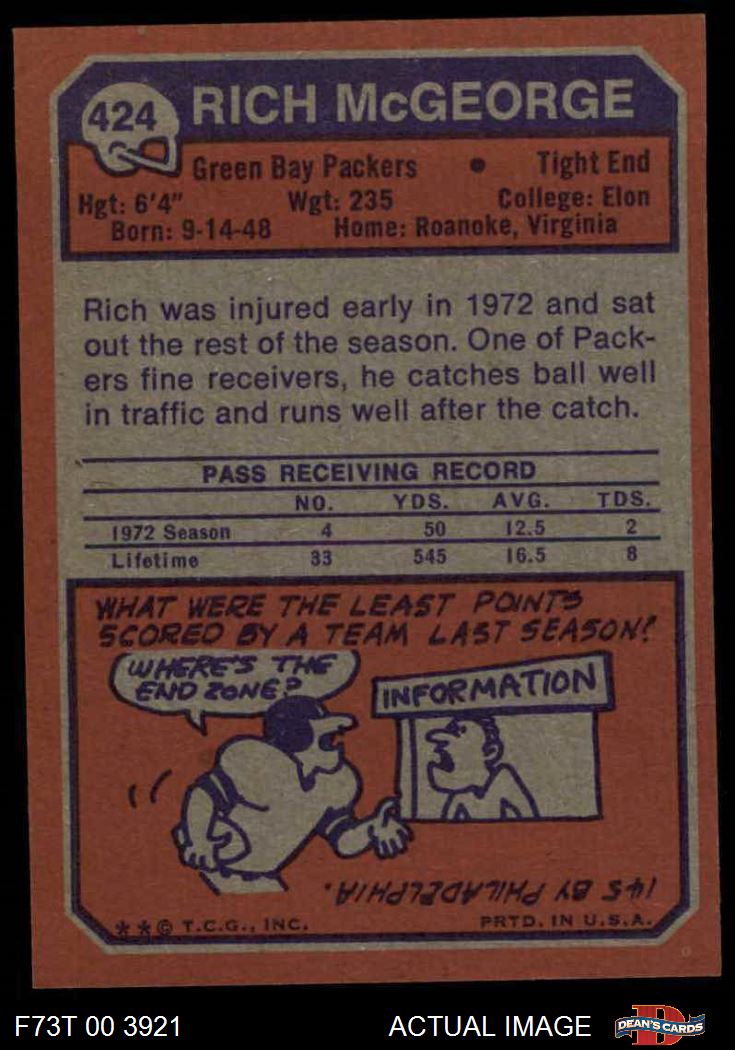 424 RICH McGEORGE
Green Bay Packers • Tight End
Hgt: 6'4" Wgt: 235 College: Elon
Born: 9-14-48 Home: Roanoke, Virginia
Rich was injured early in 1972 and sat
out the rest of the season. One of Pack-
ers fine receivers, he catches ball well
in traffic and runs well after the catch.
PASS RECEIVING RECORD
NO. YDS. AVG. TDS.
1972 Season 4 50 12.5 2
Lifetime 33 545 16.5 8
WHAT WERE THE LEAST POINTS
SCORED BY A TEAM LAST SEASON?
WHERE'S THE
END ZONE?
INFORMATION
145 BY PHILADELPHIA.
**© T.C.G., INC. PRTD. IN U.S.A.
F73T 00 3921 ACTUAL IMAGE D DEAN'S CARDS